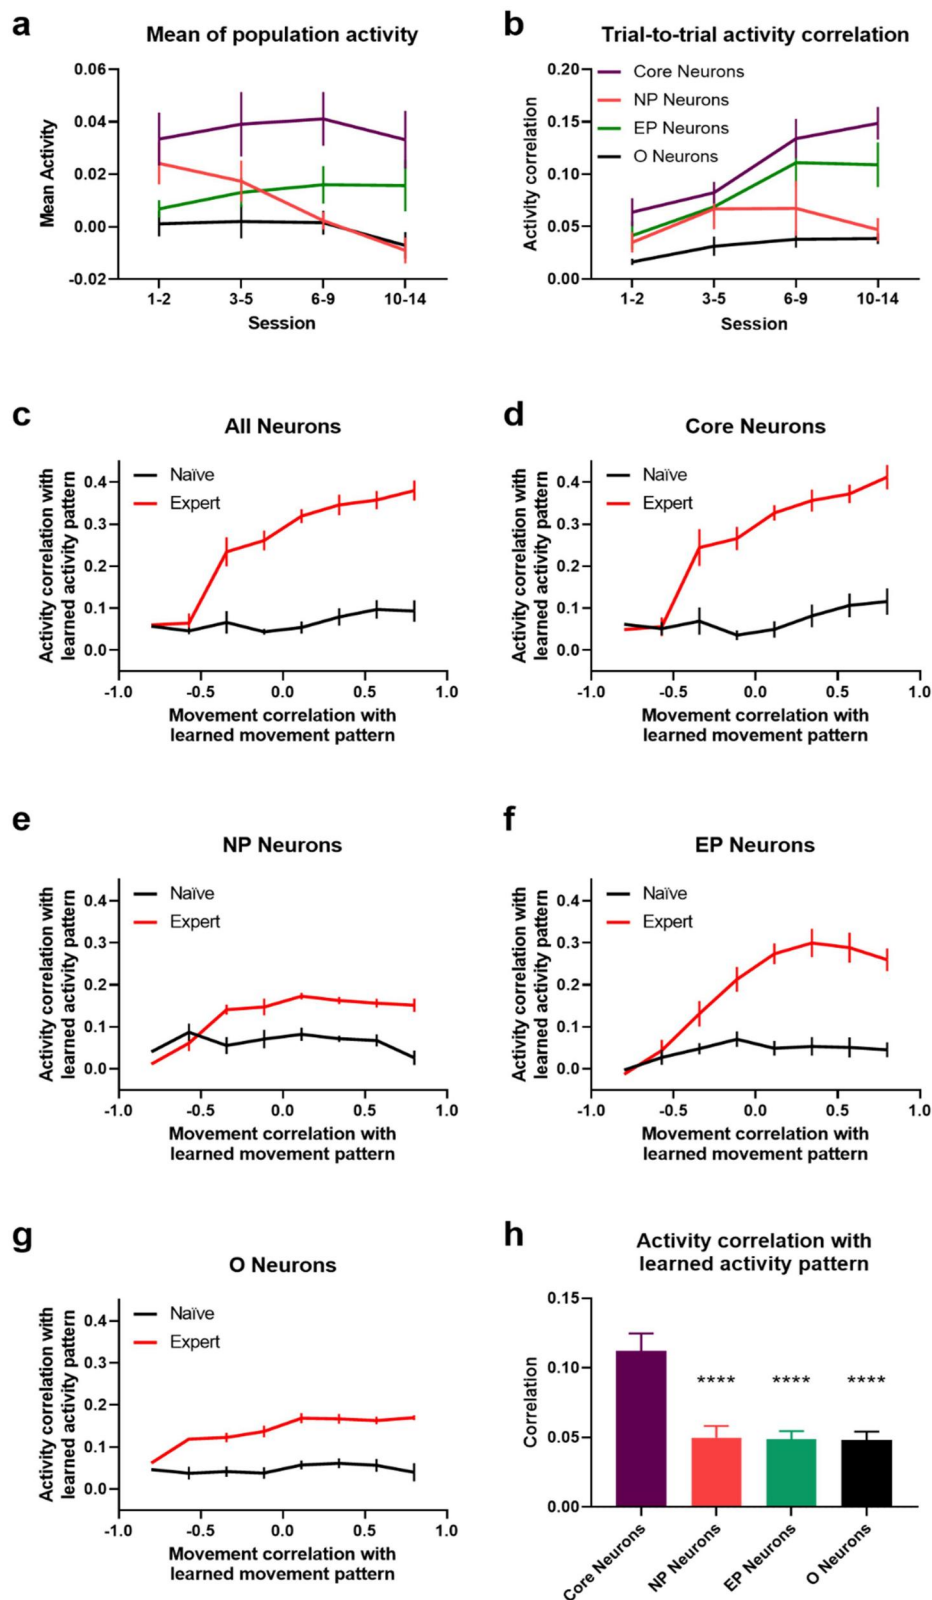 a
Mean of population activity
0.06
0.04
0.02
0.00
-0.02
Mean Activity
1-2
3-5
6-9
10-14
Session
b
Trial-to-trial activity correlation
0.20
0.15
0.10
0.05
0.00
Activity correlation
Core Neurons
NP Neurons
EP Neurons
O Neurons
1-2
3-5
6-9
10-14
Session
c
All Neurons
Naïve
Expert
Activity correlation with
learned activity pattern
0.4
0.3
0.2
0.1
0.0
-1.0
-0.5
0.0
0.5
1.0
Movement correlation with
learned movement pattern
d
Core Neurons
Naïve
Expert
Activity correlation with
learned activity pattern
0.4
0.3
0.2
0.1
0.0
-1.0
-0.5
0.0
0.5
1.0
Movement correlation with
learned movement pattern
e
NP Neurons
Naïve
Expert
Activity correlation with
learned activity pattern
0.4
0.3
0.2
0.1
0.0
-1.0
-0.5
0.0
0.5
1.0
Movement correlation with
learned movement pattern
f
EP Neurons
Naïve
Expert
Activity correlation with
learned activity pattern
0.4
0.3
0.2
0.1
0.0
-1.0
-0.5
0.0
0.5
1.0
Movement correlation with
learned movement pattern
g
O Neurons
Naïve
Expert
Activity correlation with
learned activity pattern
0.4
0.3
0.2
0.1
0.0
-1.0
-0.5
0.0
0.5
1.0
Movement correlation with
learned movement pattern
h
Activity correlation with
learned activity pattern
0.15
0.10
0.05
0.00
Correlation
**** **** ****
Core Neurons
NP Neurons
EP Neurons
O Neurons